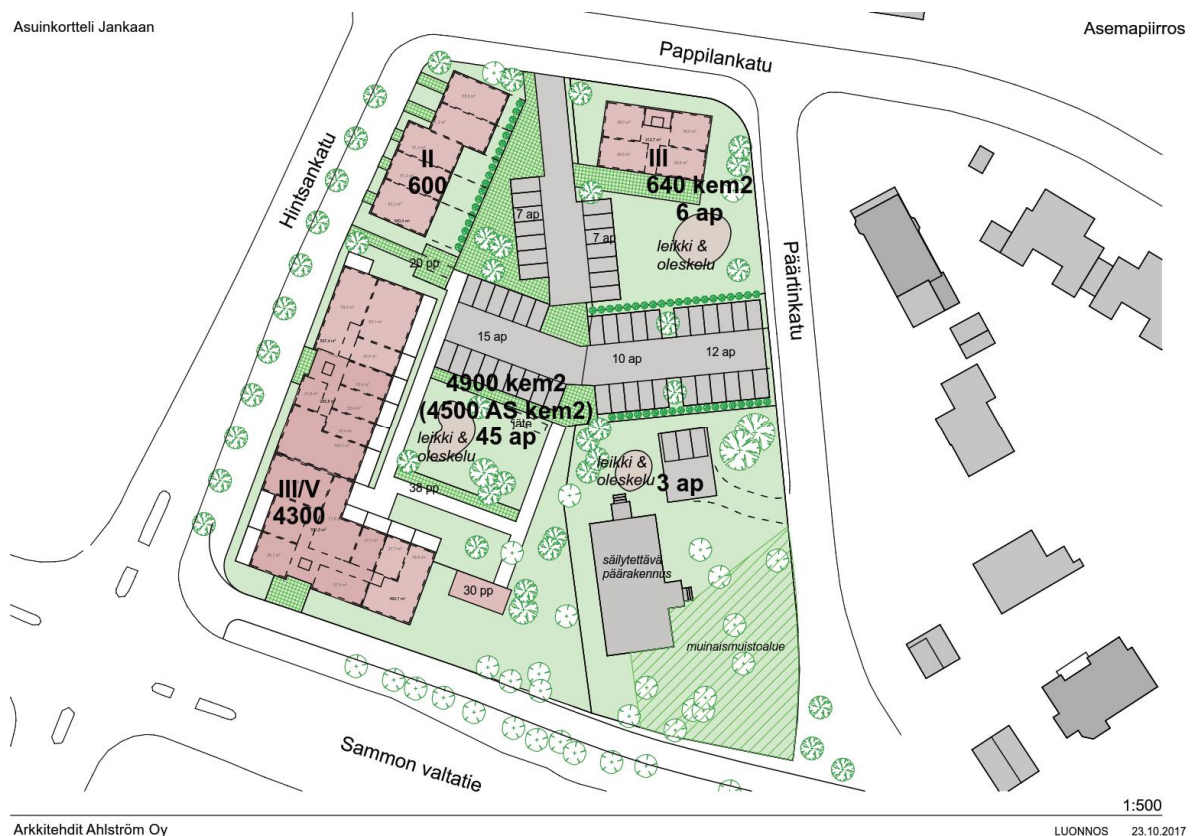 Asuinkortteli Jankaan
Asemapiirros
Pappilankatu
Hintsankatu
II
600
III
640 kem2
6 ap
7 ap
7 ap
leikki &
oleskelu
Päärtinkatu
20 pp
15 ap
10 ap
12 ap
4900 kem2
(4500 AS kem2)
45 ap
jäte
leikki &
oleskelu
leikki &
oleskelu
3 ap
38 pp
III/V
4300
säilytettävä
päärakennus
30 pp
muinaismuistoalue
Sammon valtatie
1:500
Arkkitehdit Ahlström Oy
LUONNOS 23.10.2017